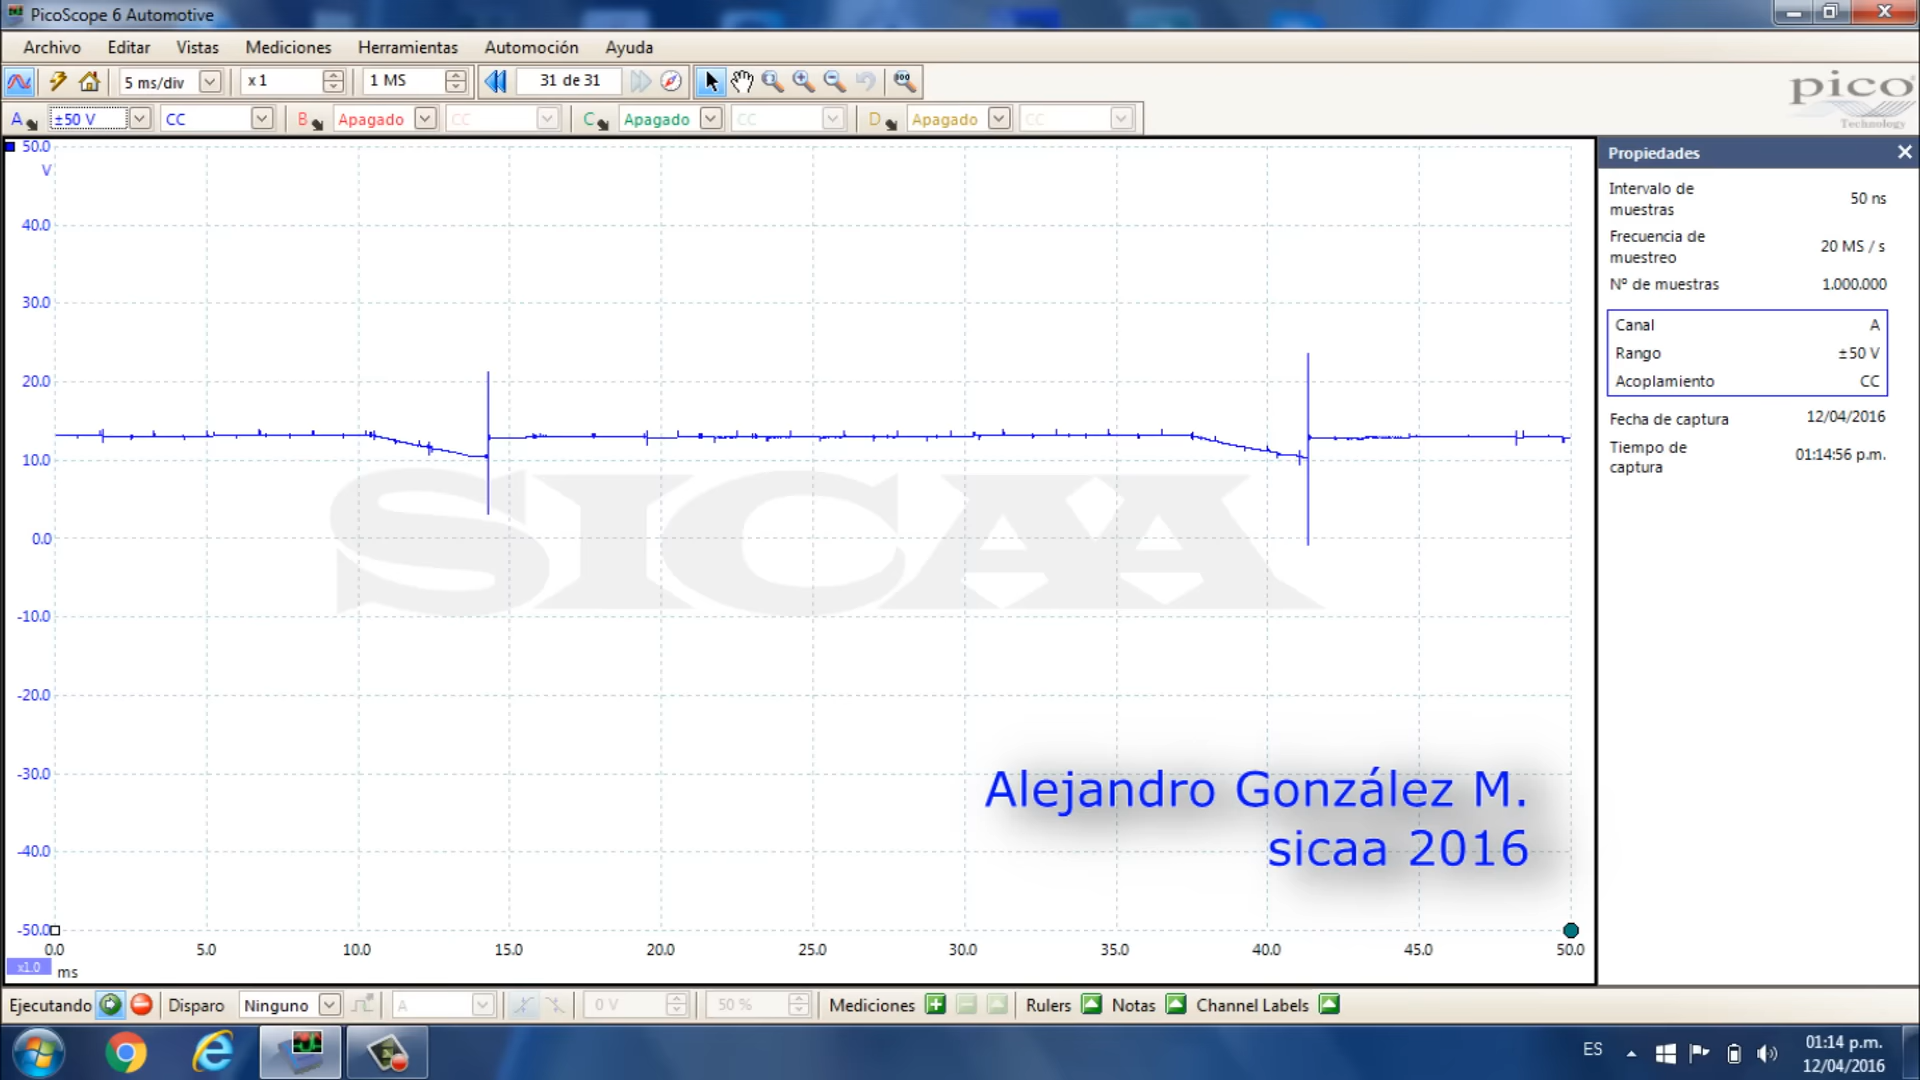 PicoScope 6 Automotive
Archivo Editar Vistas Mediciones Herramientas Automoción Ayuda
5 ms/div x 1 1 MS 31 de 31
pico
Technology
A ±50 V CC B Apagado CC C Apagado CC D Apagado CC
Propiedades
Intervalo de muestras 50 ns
Frecuencia de muestreo 20 MS / s
Nº de muestras 1.000.000
Canal A
Rango ±50 V
Acoplamiento CC
Fecha de captura 12/04/2016
Tiempo de captura 01:14:56 p.m.
50.0
V
40.0
30.0
20.0
10.0
0.0
-10.0
-20.0
-30.0
-40.0
-50.0
SICAA
Alejandro González M.
sicaa 2016
0.0 5.0 10.0 15.0 20.0 25.0 30.0 35.0 40.0 45.0 50.0
x1.0 ms
Ejecutando Disparo Ninguno A 0 V 50 % Mediciones Rulers Notas Channel Labels
ES 01:14 p.m.
12/04/2016